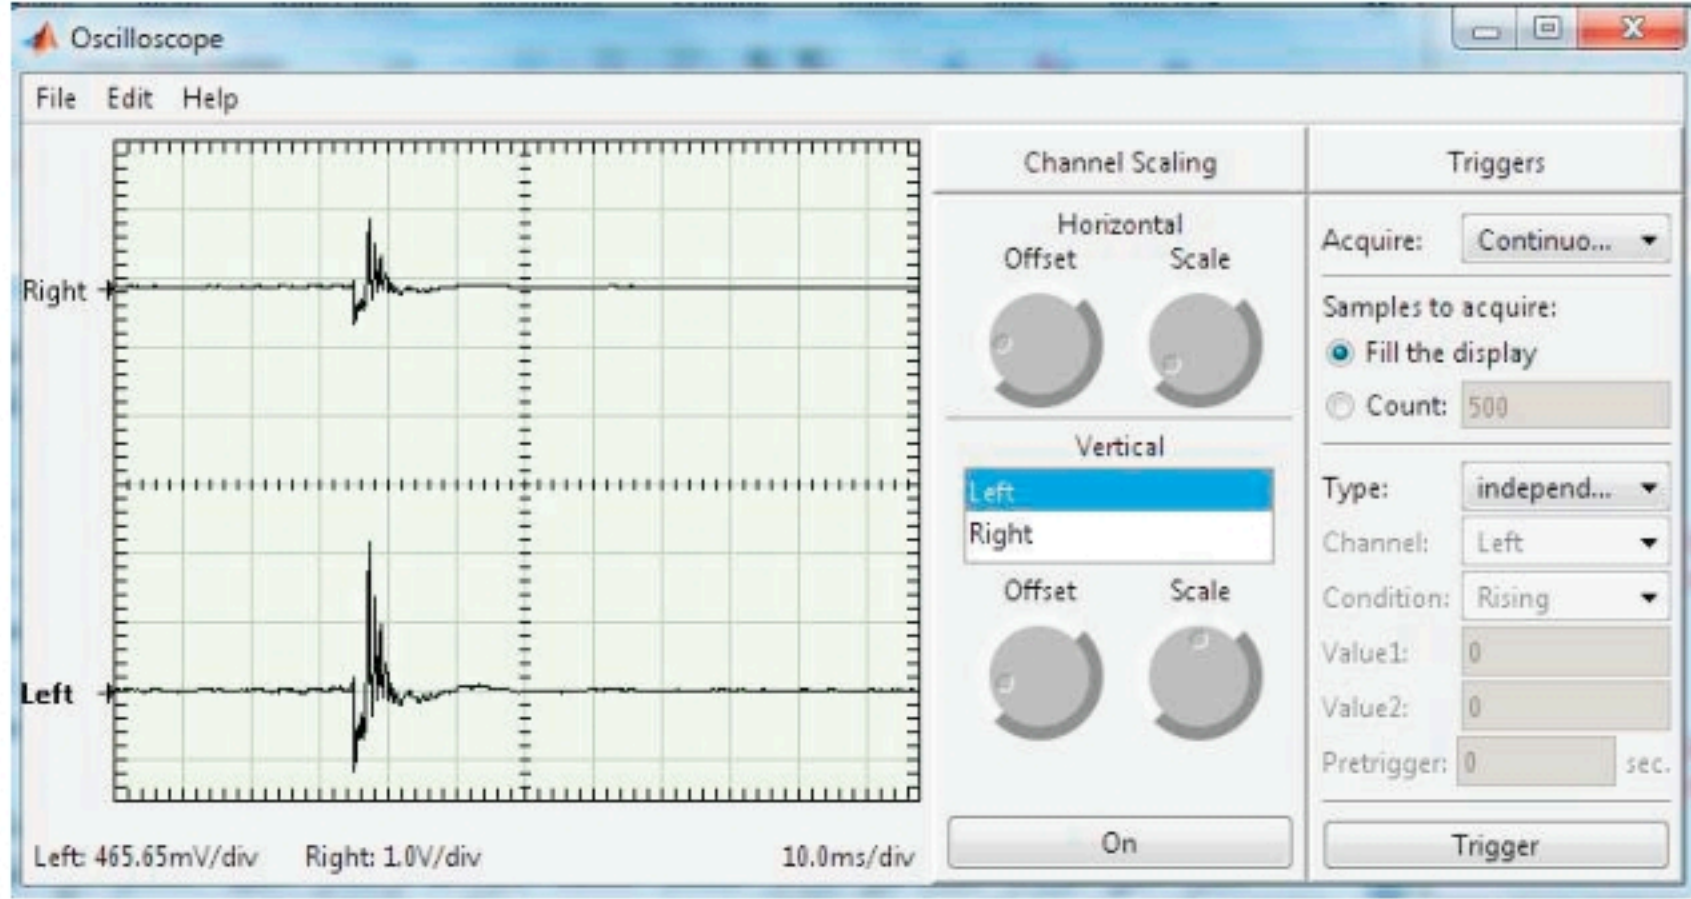 Oscilloscope
File Edit Help
Right
Left
Left: 465.65mV/div Right: 1.0V/div 10.0ms/div
Channel Scaling
Horizontal
Offset Scale
Vertical
Left
Right
Offset Scale
On
Triggers
Acquire: Continuo...
Samples to acquire:
Fill the display
Count: 500
Type: independ...
Channel: Left
Condition: Rising
Value1: 0
Value2: 0
Pretrigger: 0 sec.
Trigger